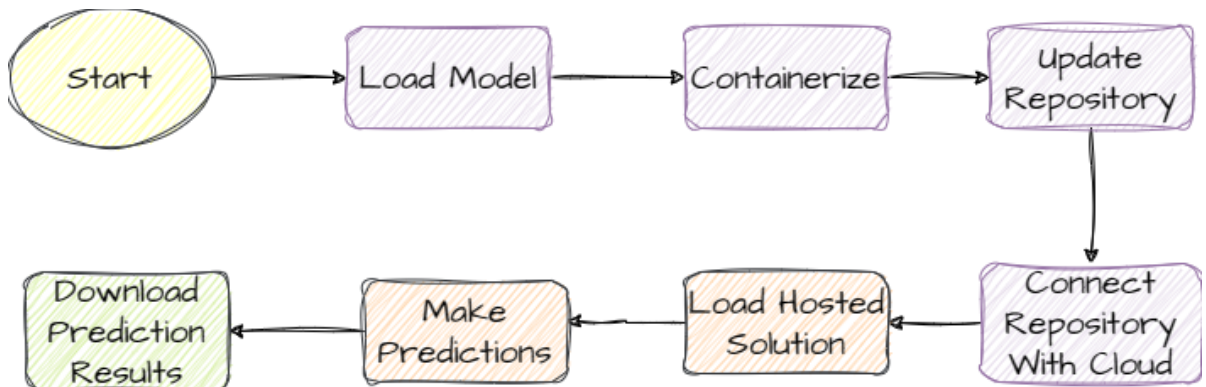 Start
Load Model
Containerize
Update
Repository
Connect
Repository
With Cloud
Load Hosted
Solution
Make
Predictions
Download
Prediction
Results